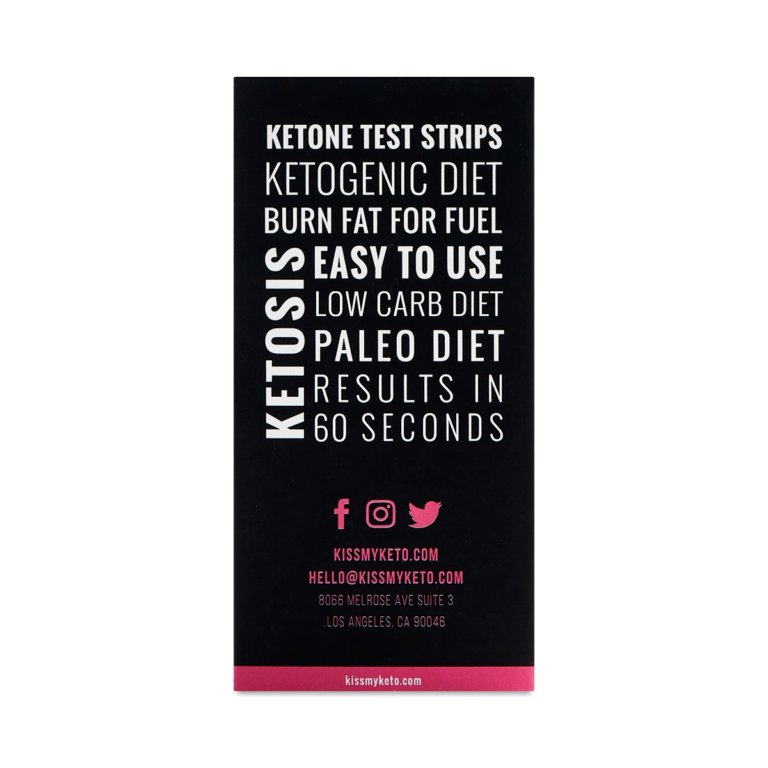 KETONE TEST STRIPS
KETOGENIC DIET
BURN FAT FOR FUEL
KETOSIS
EASY TO USE
LOW CARB DIET
PALEO DIET
RESULTS IN
60 SECONDS
KISSMYKETO.COM
HELLO@KISSMYKETO.COM
8066 MELROSE AVE SUITE 3
LOS ANGELES, CA 90046
kissmyketo.com